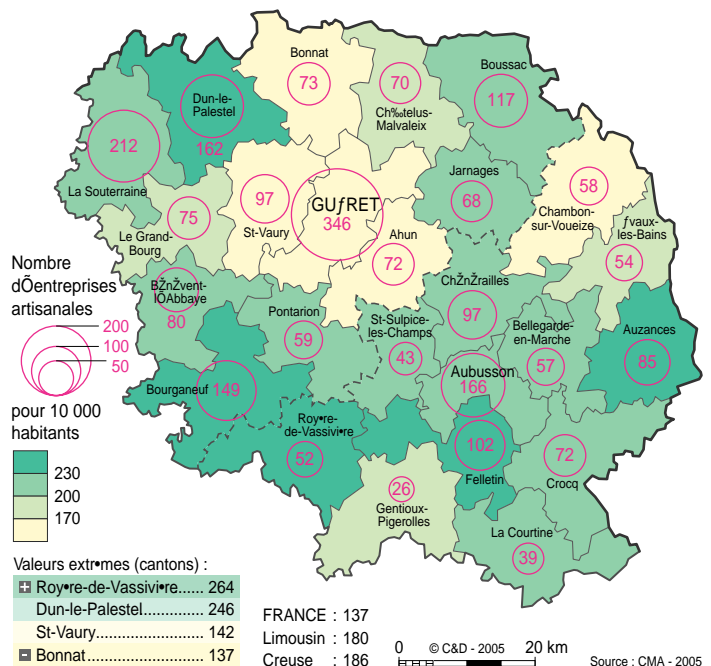 Bonnat
73
70
Ch‰telus-
Malvaleix
Boussac
117
Dun-le-
Palestel
162
212
La Souterraine
97
St-Vaury
GUƒRET
346
Jarnages
68
58
Chambon-
sur-Voueize
75
Le Grand-
Bourg
Ahun
72
ƒvaux-
les-Bains
54
BŽnŽvent-
lÕAbbaye
80
Pontarion
59
St-Sulpice-
les-Champs
43
ChŽnŽrailles
97
Bellegarde-
en-Marche
57
Auzances
85
Bourganeuf
149
Aubusson
166
Roy•re-
de-Vassivi•re
52
102
Felletin
72
Crocq
26
Gentioux-
Pigerolles
La Courtine
39
Nombre
dÕentreprises
artisanales
200
100
50
pour 10 000
habitants
230
200
170
Valeurs extr•mes (cantons) :
+ Roy•re-de-Vassivi•re...... 264
Dun-le-Palestel................ 246
St-Vaury............................ 142
- Bonnat............................. 137
FRANCE : 137
Limousin : 180
Creuse : 186
0 © C&D - 2005 20 km
Source : CMA - 2005